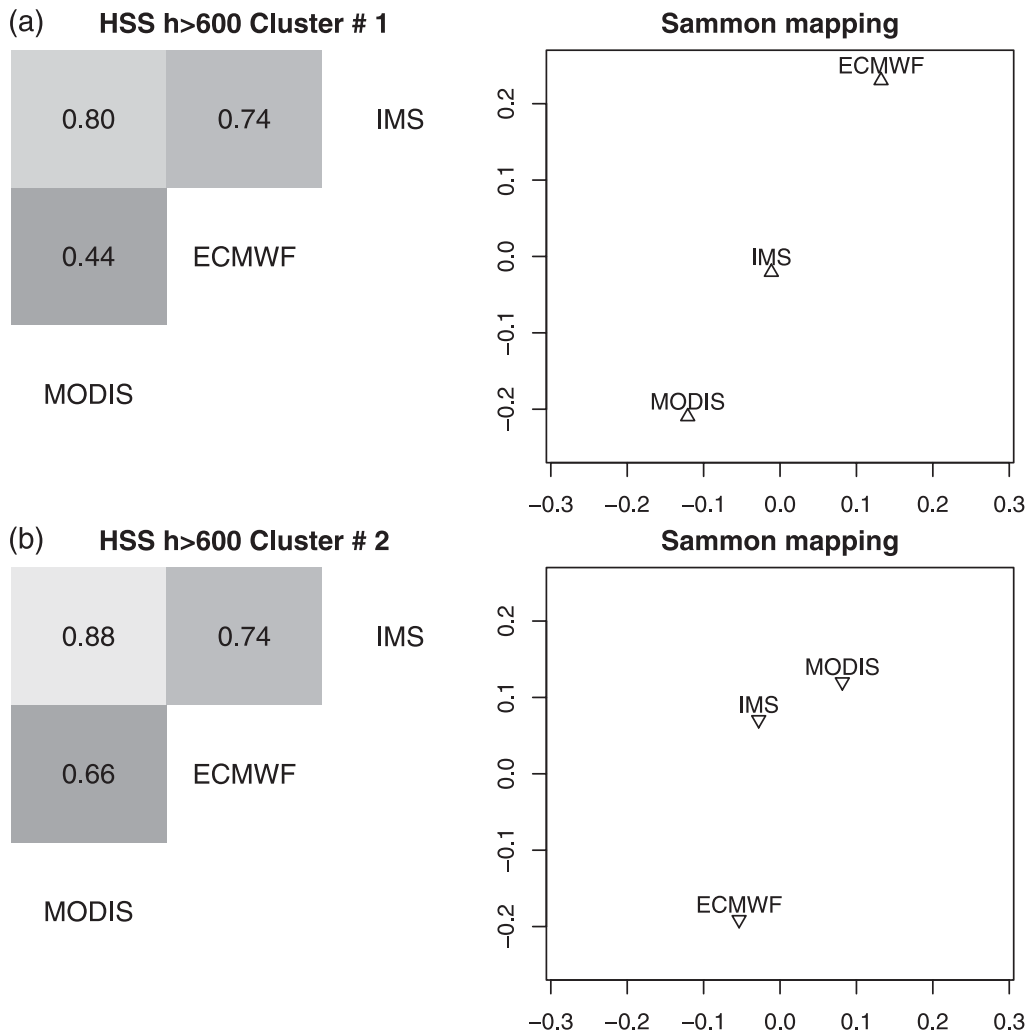 (a) HSS h>600 Cluster # 1
0.80 0.74 IMS
0.44 ECMWF
MODIS
Sammon mapping
ECMWF
IMS
MODIS
0.2
0.1
0.0
−0.1
−0.2
−0.3 −0.2 −0.1 0.0 0.1 0.2 0.3
(b) HSS h>600 Cluster # 2
0.88 0.74 IMS
0.66 ECMWF
MODIS
Sammon mapping
MODIS
IMS
ECMWF
0.2
0.1
0.0
−0.1
−0.2
−0.3 −0.2 −0.1 0.0 0.1 0.2 0.3